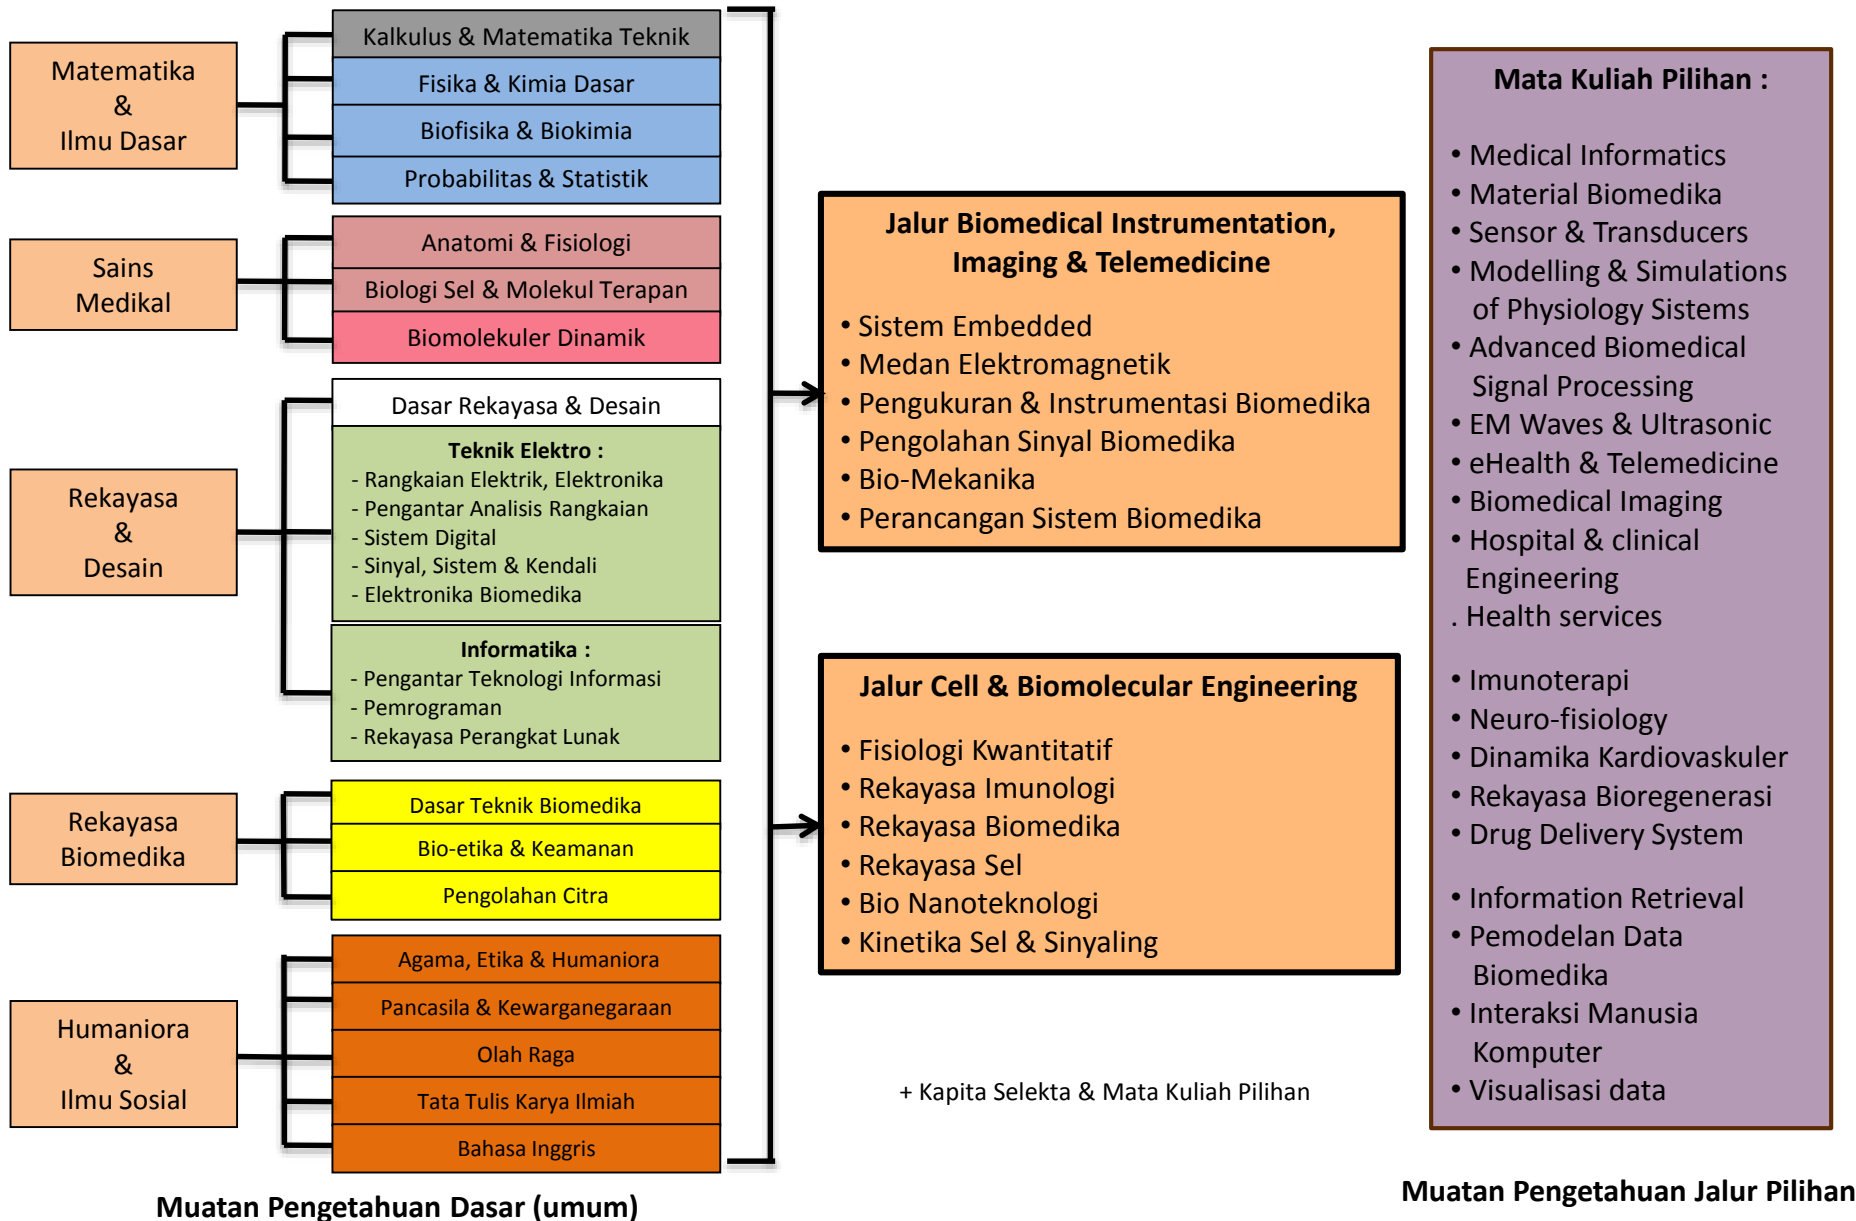 Matematika
&
Ilmu Dasar
Kalkulus & Matematika Teknik
Fisika & Kimia Dasar
Biofisika & Biokimia
Probabilitas & Statistik
Sains
Medikal
Anatomi & Fisiologi
Biologi Sel & Molekul Terapan
Biomolekuler Dinamik
Rekayasa
&
Desain
Dasar Rekayasa & Desain
Teknik Elektro :
- Rangkaian Elektrik, Elektronika
- Pengantar Analisis Rangkaian
- Sistem Digital
- Sinyal, Sistem & Kendali
- Elektronika Biomedika
Informatika :
- Pengantar Teknologi Informasi
- Pemrograman
- Rekayasa Perangkat Lunak
Rekayasa
Biomedika
Dasar Teknik Biomedika
Bio-etika & Keamanan
Pengolahan Citra
Humaniora
&
Ilmu Sosial
Agama, Etika & Humaniora
Pancasila & Kewarganegaraan
Olah Raga
Tata Tulis Karya Ilmiah
Bahasa Inggris
Muatan Pengetahuan Dasar (umum)
Jalur Biomedical Instrumentation,
Imaging & Telemedicine
• Sistem Embedded
• Medan Elektromagnetik
• Pengukuran & Instrumentasi Biomedika
• Pengolahan Sinyal Biomedika
• Bio-Mekanika
• Perancangan Sistem Biomedika
Jalur Cell & Biomolecular Engineering
• Fisiologi Kwantitatif
• Rekayasa Imunologi
• Rekayasa Biomedika
• Rekayasa Sel
• Bio Nanoteknologi
• Kinetika Sel & Sinyaling
+ Kapita Selekta & Mata Kuliah Pilihan
Mata Kuliah Pilihan :
• Medical Informatics
• Material Biomedika
• Sensor & Transducers
• Modelling & Simulations
of Physiology Sistems
• Advanced Biomedical
Signal Processing
• EM Waves & Ultrasonic
• eHealth & Telemedicine
• Biomedical Imaging
• Hospital & clinical
Engineering
. Health services
• Imunoterapi
• Neuro-fisiology
• Dinamika Kardiovaskuler
• Rekayasa Bioregenerasi
• Drug Delivery System
• Information Retrieval
• Pemodelan Data
Biomedika
• Interaksi Manusia
Komputer
• Visualisasi data
Muatan Pengetahuan Jalur Pilihan